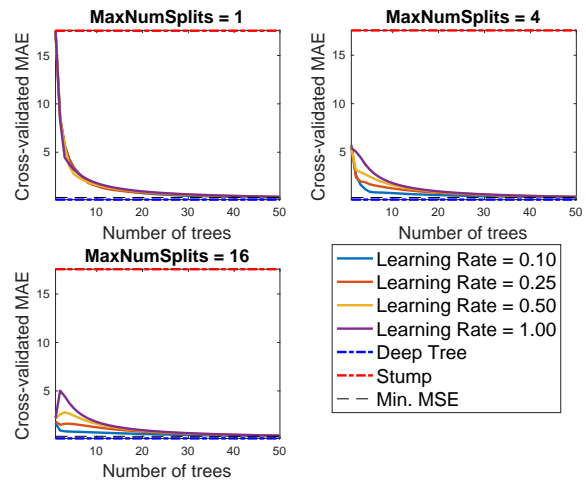 MaxNumSplits = 1
Cross-validated MAE
15
10
5
10 20 30 40 50
Number of trees
MaxNumSplits = 4
Cross-validated MAE
15
10
5
10 20 30 40 50
Number of trees
MaxNumSplits = 16
Cross-validated MAE
15
10
5
10 20 30 40 50
Number of trees
Learning Rate = 0.10
Learning Rate = 0.25
Learning Rate = 0.50
Learning Rate = 1.00
Deep Tree
Stump
Min. MSE